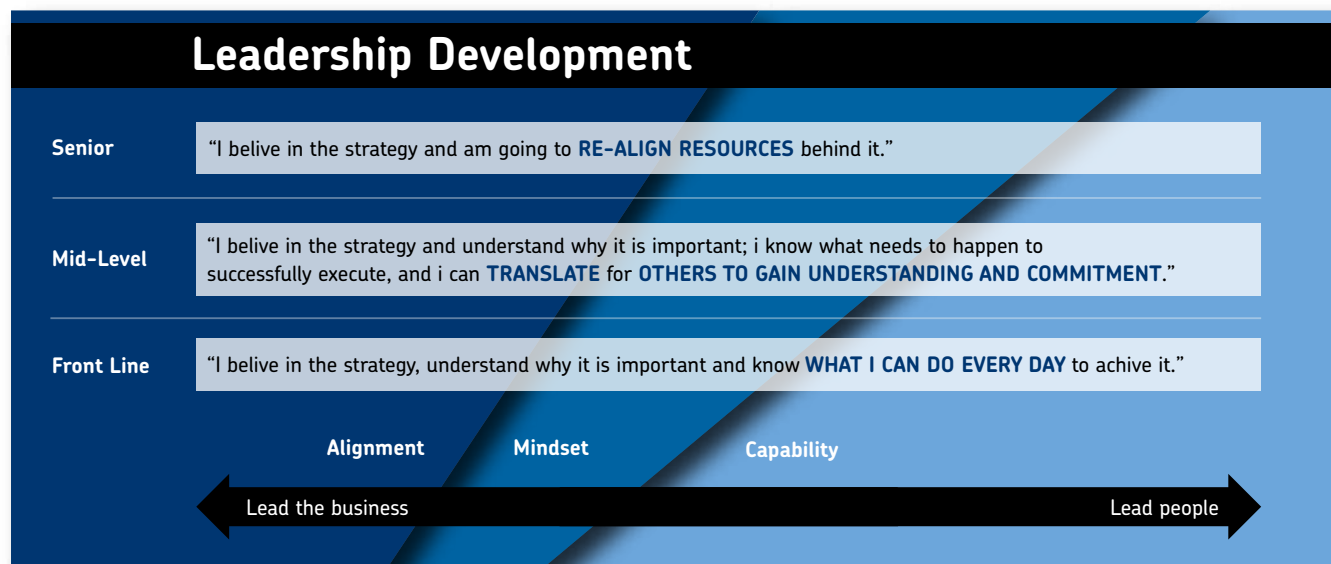 Leadership Development
Senior
“I belive in the strategy and am going to RE-ALIGN RESOURCES behind it.”
Mid-Level
“I belive in the strategy and understand why it is important; i know what needs to happen to
successfully execute, and i can TRANSLATE for OTHERS TO GAIN UNDERSTANDING AND COMMITMENT.”
Front Line
“I belive in the strategy, understand why it is important and know WHAT I CAN DO EVERY DAY to achive it.”
Alignment
Mindset
Capability
Lead the business
Lead people